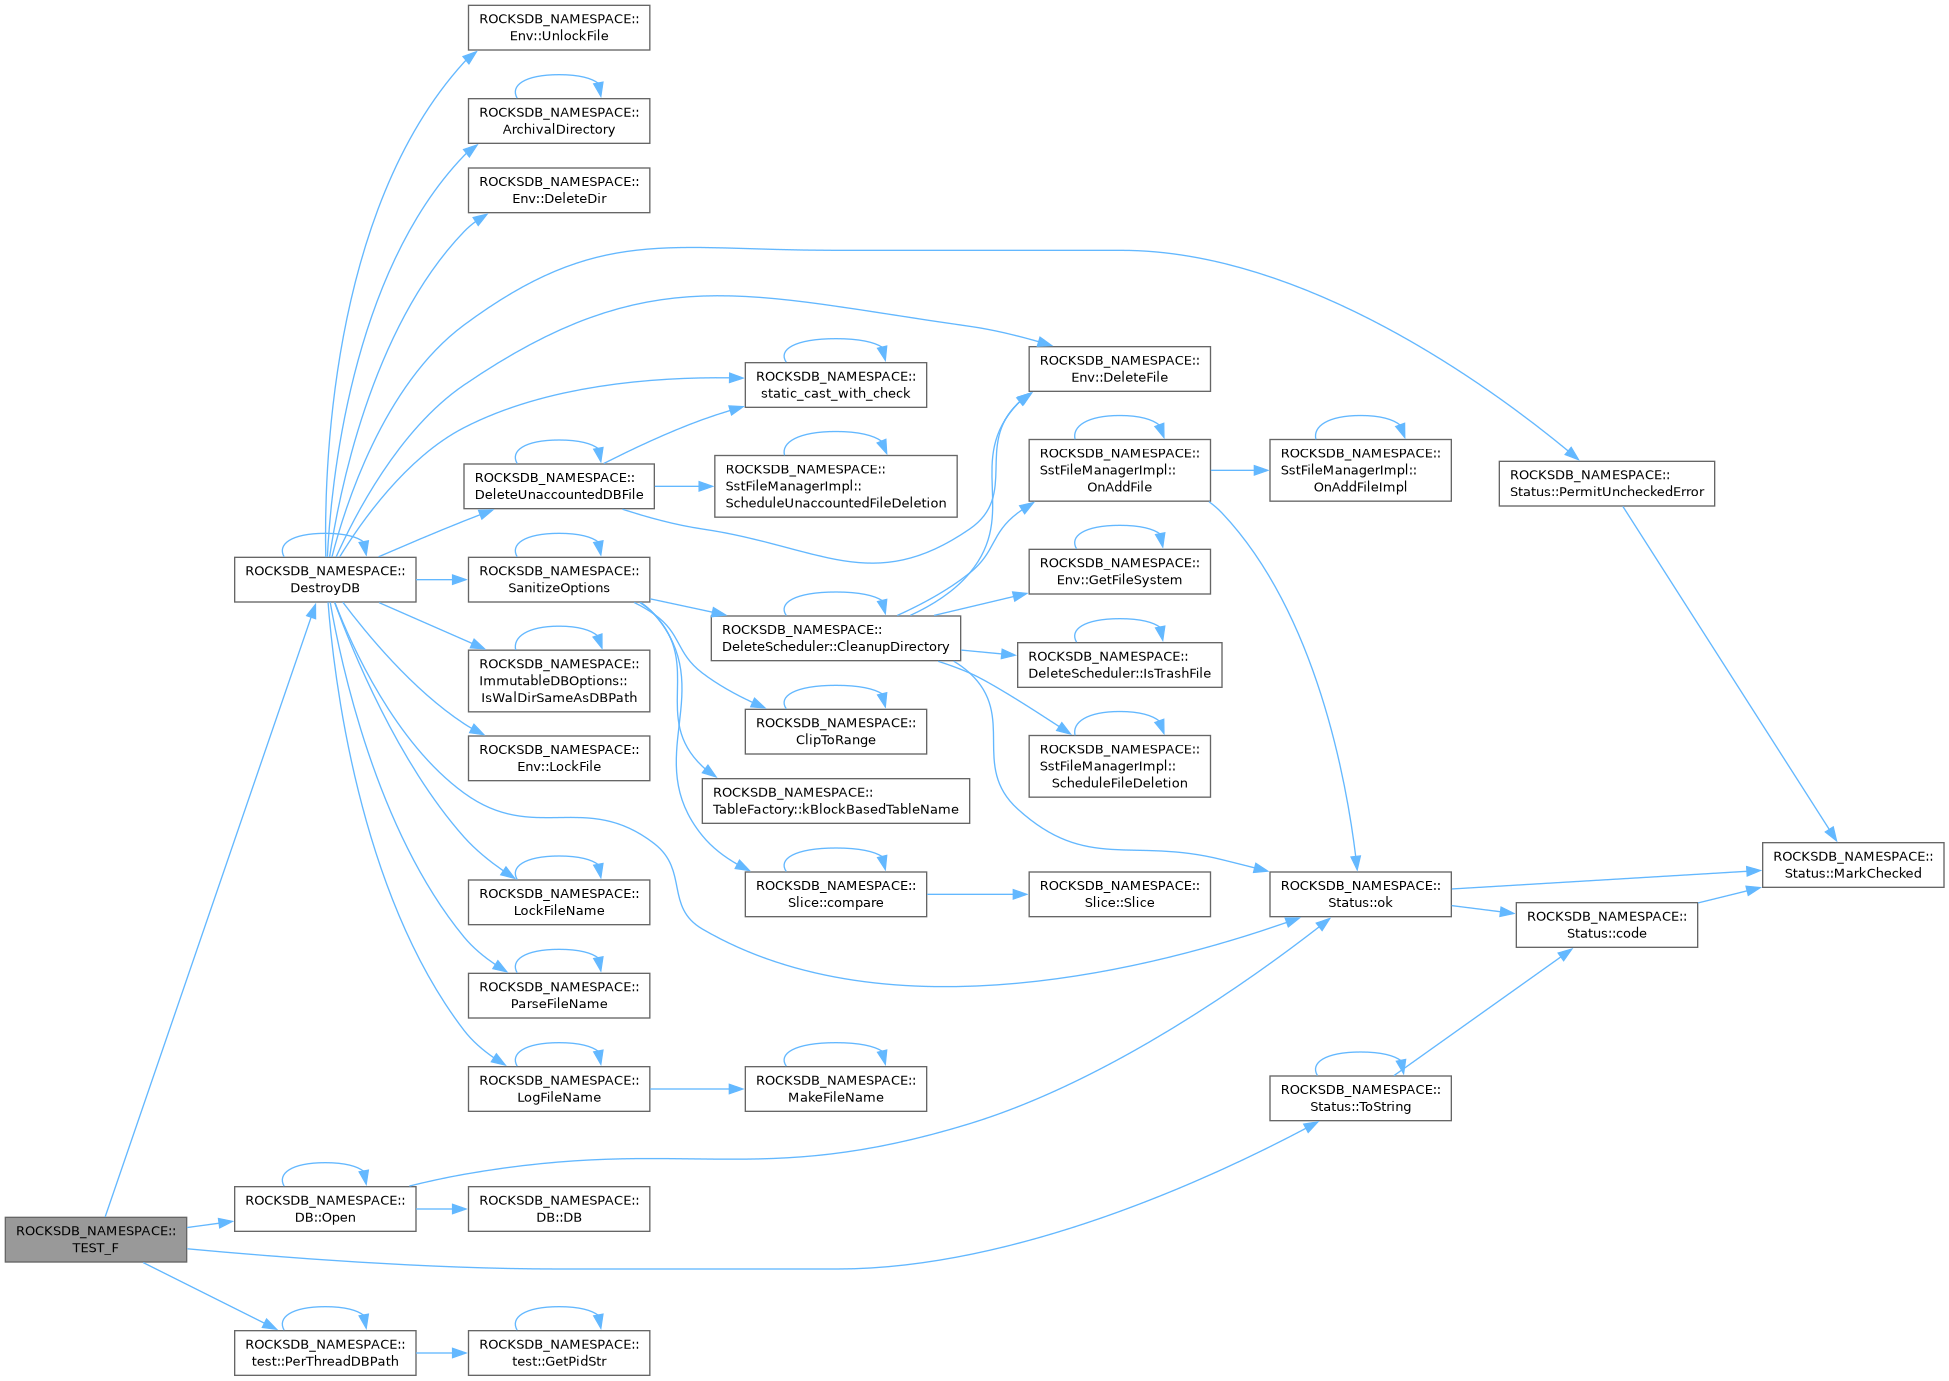 ROCKSDB_NAMESPACE::
Env::UnlockFile
ROCKSDB_NAMESPACE::
ArchivalDirectory
ROCKSDB_NAMESPACE::
Env::DeleteDir
ROCKSDB_NAMESPACE::
Env::DeleteFile
ROCKSDB_NAMESPACE::
static_cast_with_check
ROCKSDB_NAMESPACE::
SstFileManagerImpl::
OnAddFile
ROCKSDB_NAMESPACE::
SstFileManagerImpl::
OnAddFileImpl
ROCKSDB_NAMESPACE::
SstFileManagerImpl::
ScheduleUnaccountedFileDeletion
ROCKSDB_NAMESPACE::
DeleteUnaccountedDBFile
ROCKSDB_NAMESPACE::
Status::PermitUncheckedError
ROCKSDB_NAMESPACE::
Env::GetFileSystem
ROCKSDB_NAMESPACE::
DestroyDB
ROCKSDB_NAMESPACE::
SanitizeOptions
ROCKSDB_NAMESPACE::
DeleteScheduler::CleanupDirectory
ROCKSDB_NAMESPACE::
DeleteScheduler::IsTrashFile
ROCKSDB_NAMESPACE::
ImmutableDBOptions::
IsWalDirSameAsDBPath
ROCKSDB_NAMESPACE::
ClipToRange
ROCKSDB_NAMESPACE::
SstFileManagerImpl::
ScheduleFileDeletion
ROCKSDB_NAMESPACE::
Env::LockFile
ROCKSDB_NAMESPACE::
TableFactory::kBlockBasedTableName
ROCKSDB_NAMESPACE::
Status::MarkChecked
ROCKSDB_NAMESPACE::
LockFileName
ROCKSDB_NAMESPACE::
Slice::compare
ROCKSDB_NAMESPACE::
Slice::Slice
ROCKSDB_NAMESPACE::
Status::ok
ROCKSDB_NAMESPACE::
Status::code
ROCKSDB_NAMESPACE::
ParseFileName
ROCKSDB_NAMESPACE::
LogFileName
ROCKSDB_NAMESPACE::
MakeFileName
ROCKSDB_NAMESPACE::
Status::ToString
ROCKSDB_NAMESPACE::
DB::Open
ROCKSDB_NAMESPACE::
DB::DB
ROCKSDB_NAMESPACE::
TEST_F
ROCKSDB_NAMESPACE::
test::PerThreadDBPath
ROCKSDB_NAMESPACE::
test::GetPidStr